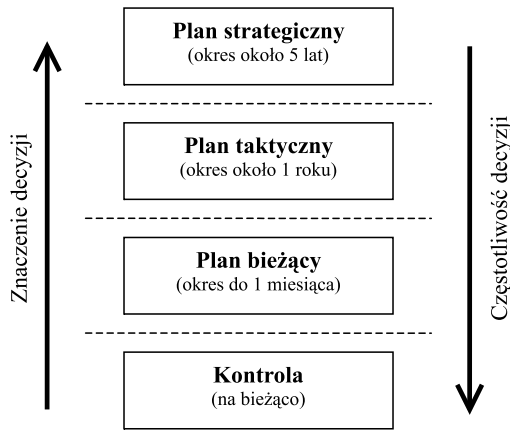 Plan strategiczny
(okres około 5 lat)
Plan taktyczny
(okres około 1 roku)
Plan bieżący
(okres do 1 miesiąca)
Kontrola
(na bieżąco)
Znaczenie decyzji
Częstotliwość decyzji